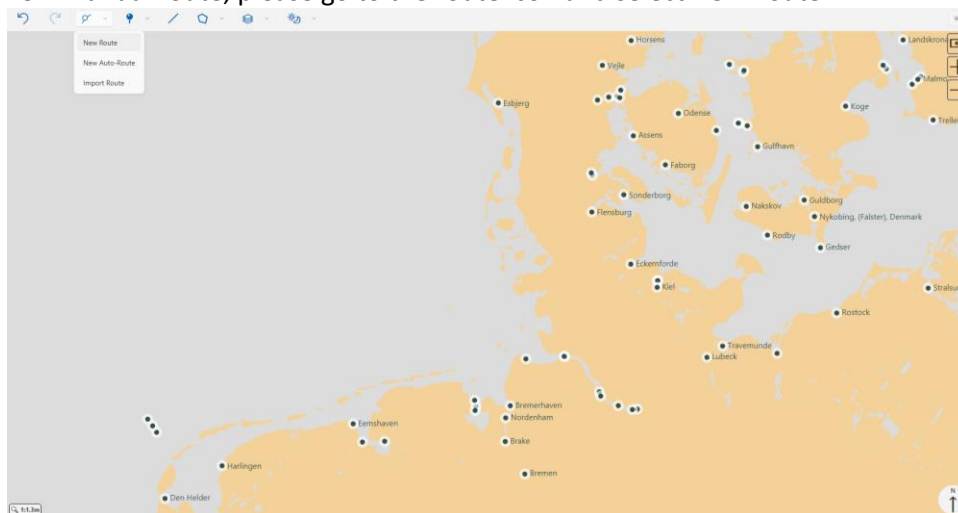 New Route
New Auto-Route
Import Route
Horsens
Landskrona
Vejle
Malmo
Esbjerg
Koge
Odense
Assens
Gulfhavn
Faborg
Sonderborg
Nakskov
Guldborg
Flensburg
Nykobing, (Falster), Denmark
Rodby
Gedser
Eckernforde
Kiel
Rostock
Travemunde
Lubeck
Bremerhaven
Nordenham
Eemshaven
Brake
Harlingen
Bremen
Den Helder
N
1:1.3m